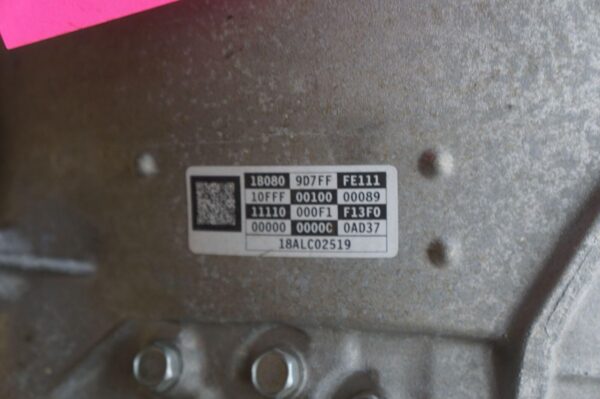 18080 9D7FF FE111
10FFF 00100 00089
11110 000F1 F13F0
00000 0000C 0AD37
18ALC02519